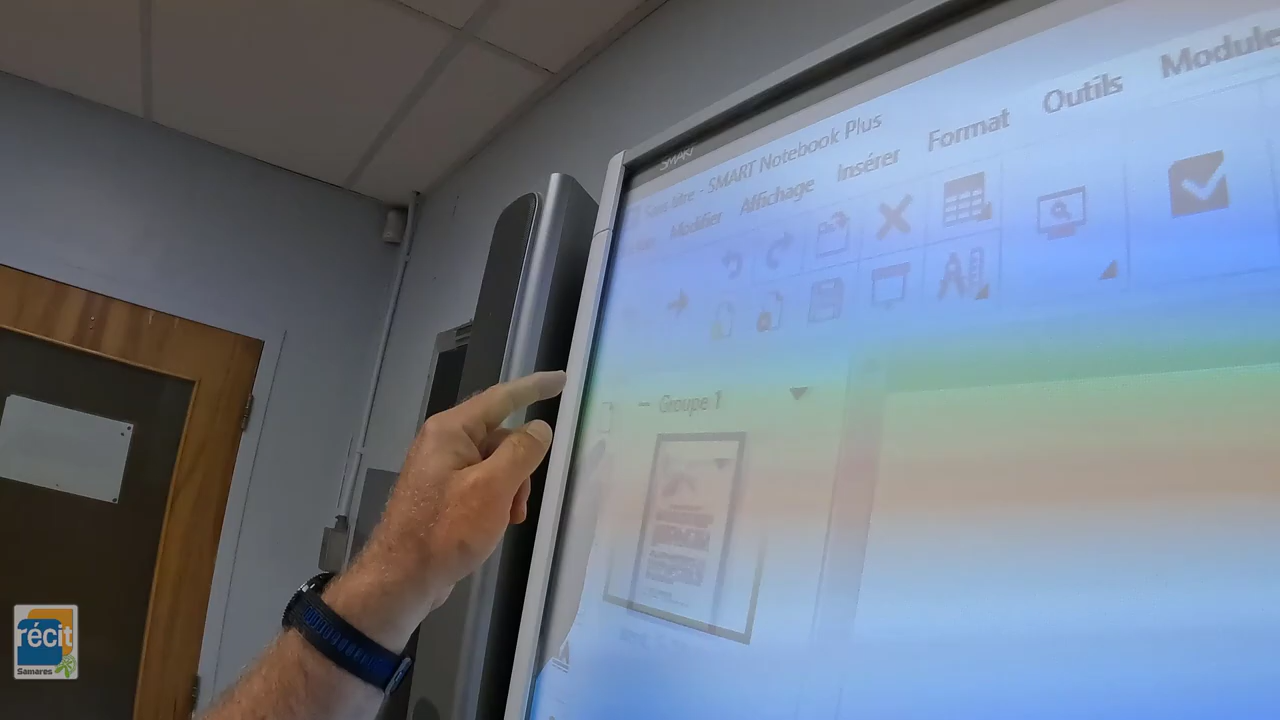 SMART
Sans titre - SMART Notebook Plus
Modifier Affichage Insérer Format Outils Module
Groupe 1
récit
Samares